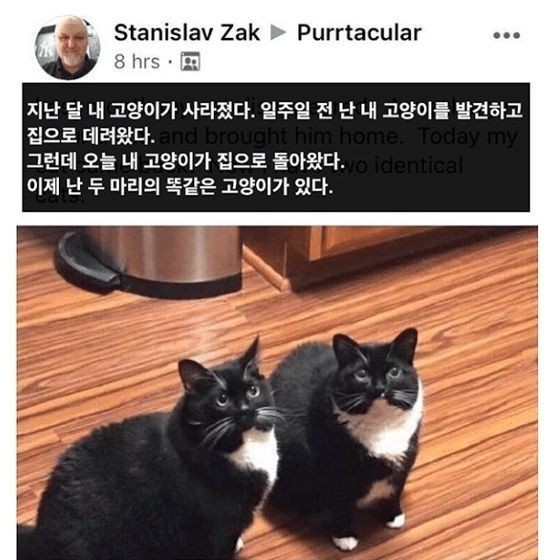 Stanislav Zak ▶ Purrtacular
8 hrs ·
지난 달 내 고양이가 사라졌다. 일주일 전 난 내 고양이를 발견하고
집으로 데려왔다. and brought him home. Today my
그런데 오늘 내 고양이가 집으로 돌아왔다. two identical
이제 난 두 마리의 똑같은 고양이가 있다.
cats.